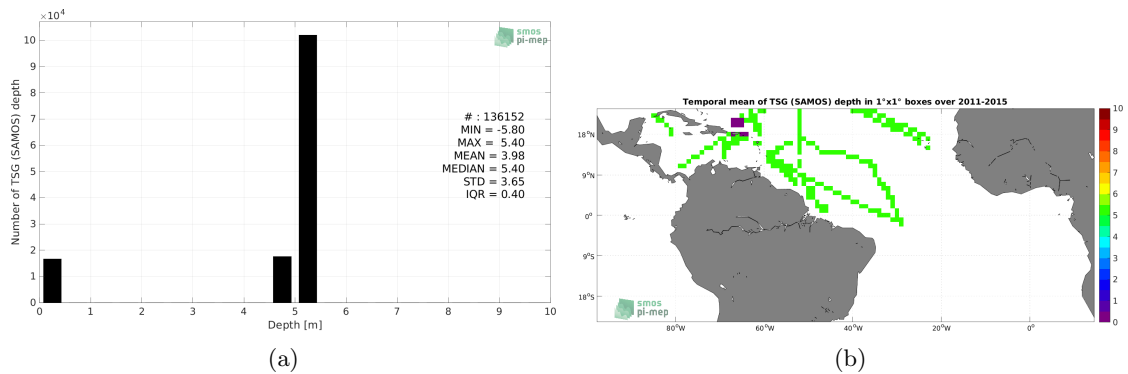 ×10⁴
10
9
8
7
6
5
4
3
2
1
0
Number of TSG (SAMOS) depth
smos
pi-mep
# : 136152
MIN = -5.80
MAX = 5.40
MEAN = 3.98
MEDIAN = 5.40
STD = 3.65
IQR = 0.40
0 1 2 3 4 5 6 7 8 9 10
Depth [m]
(a)
Temporal mean of TSG (SAMOS) depth in 1°x1° boxes over 2011-2015
18°N
9°N
0°
9°S
18°S
80°W 60°W 40°W 20°W 0°
smos
pi-mep
10
9
8
7
6
5
4
3
2
1
0
(b)